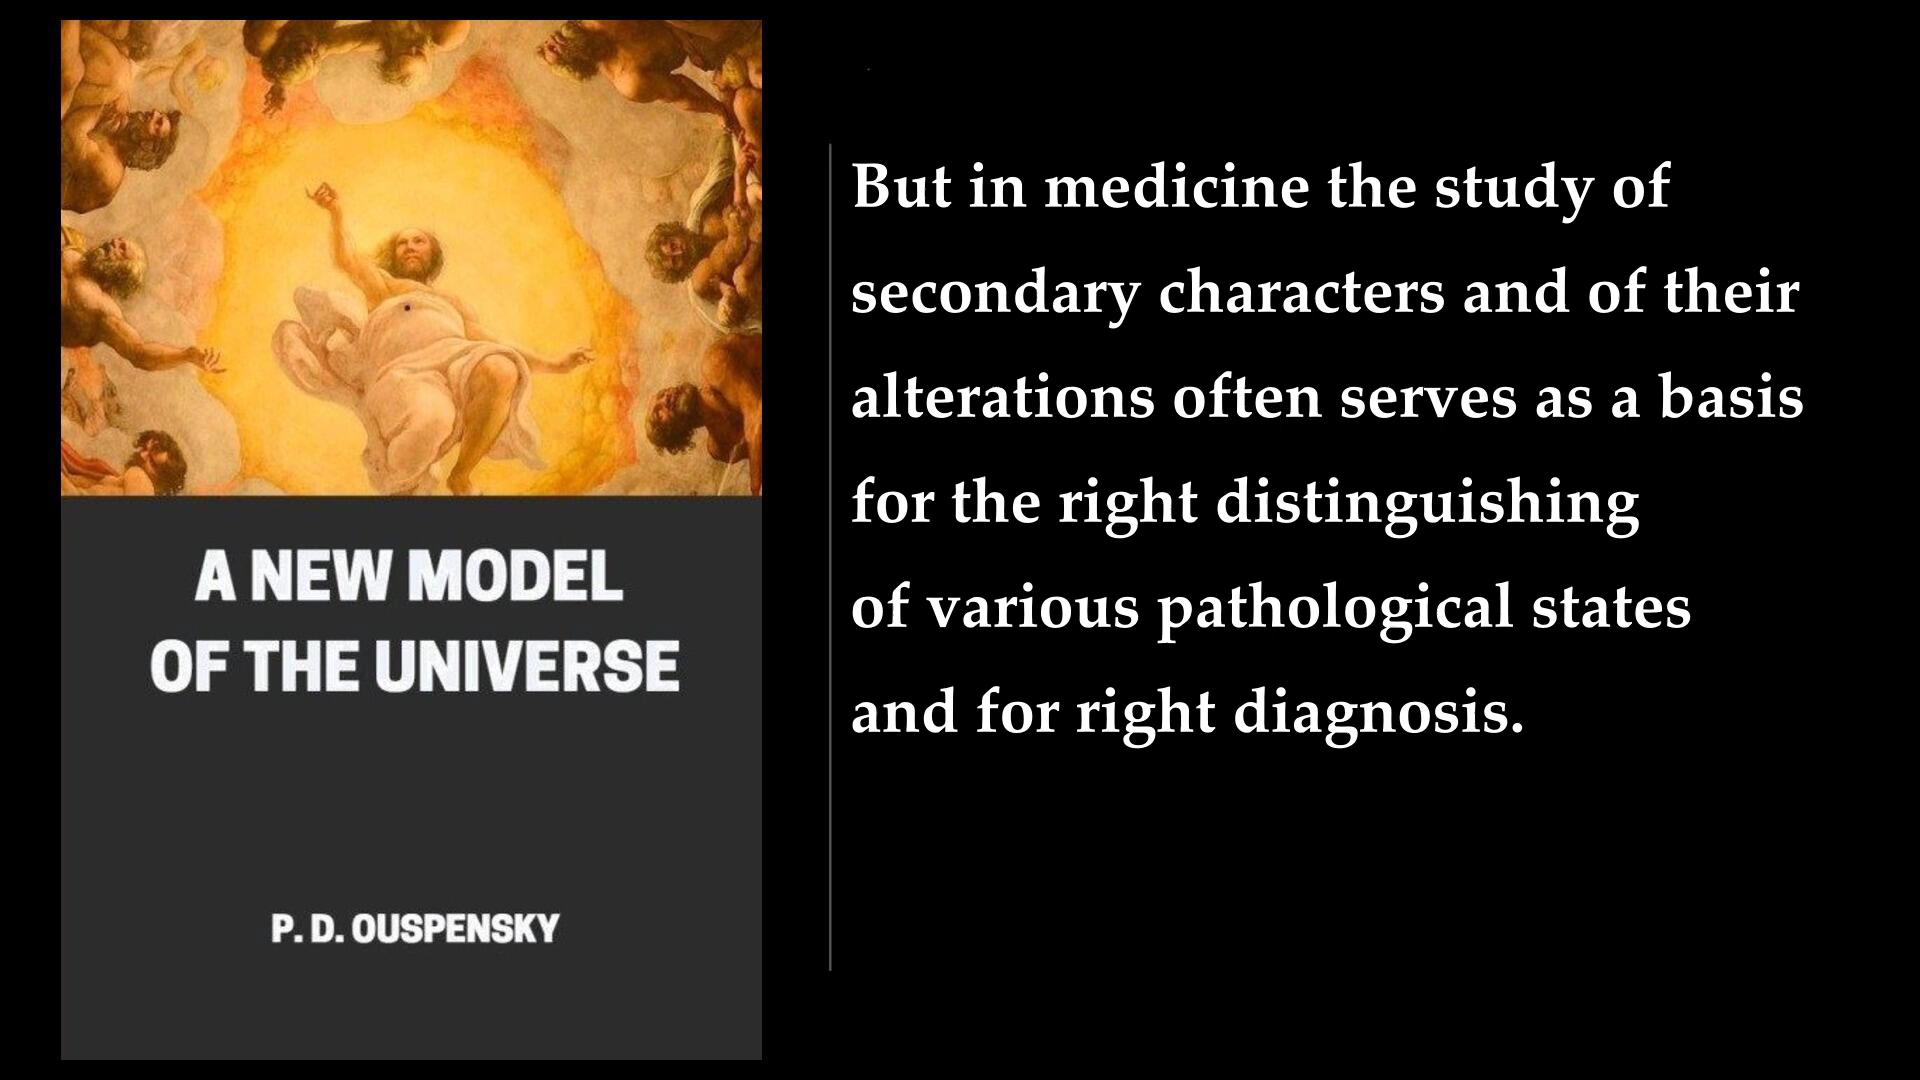 A NEW MODEL
OF THE UNIVERSE
P. D. OUSPENSKY
But in medicine the study of
secondary characters and of their
alterations often serves as a basis
for the right distinguishing
of various pathological states
and for right diagnosis.